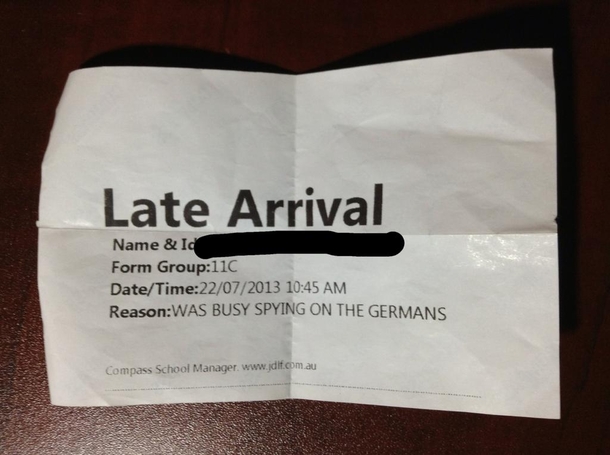 Late Arrival
Name & Id
Form Group:11C
Date/Time:22/07/2013 10:45 AM
Reason:WAS BUSY SPYING ON THE GERMANS
Compass School Manager. www.jdlf.com.au